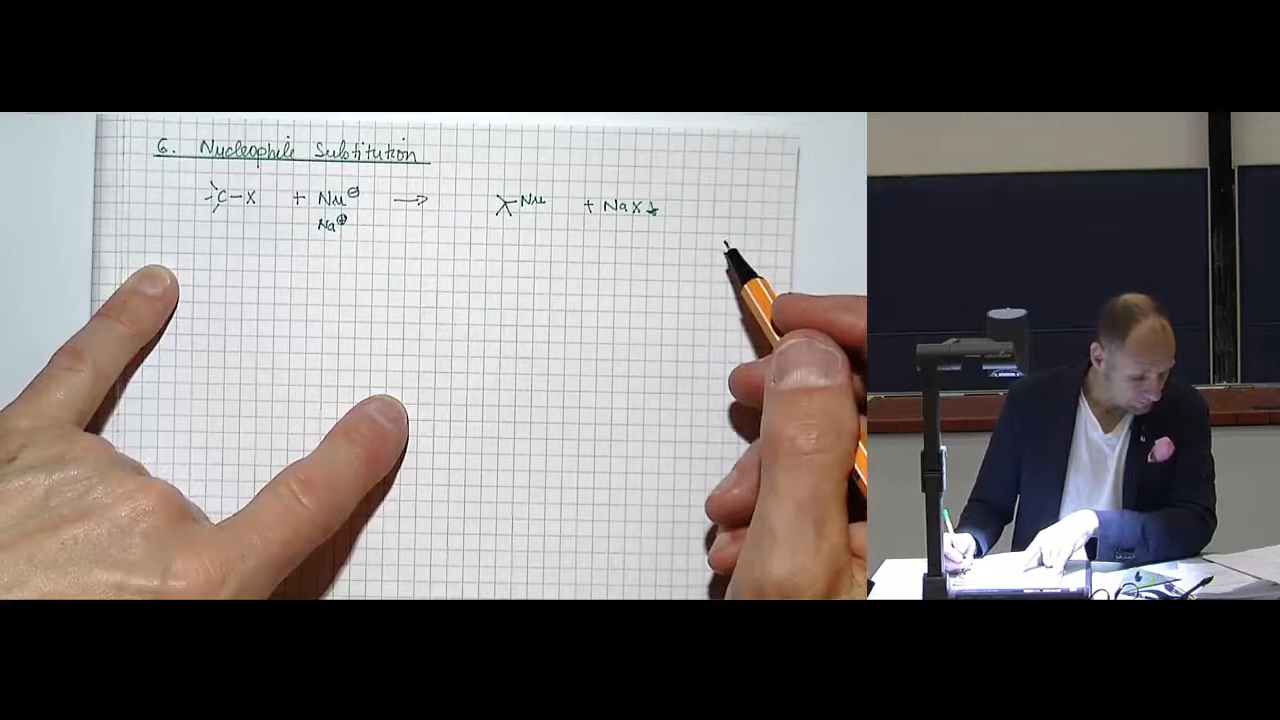 6. Nucleophile Substitution
C-X + Nu⊖ → Nu + NaX↓
Na⊕